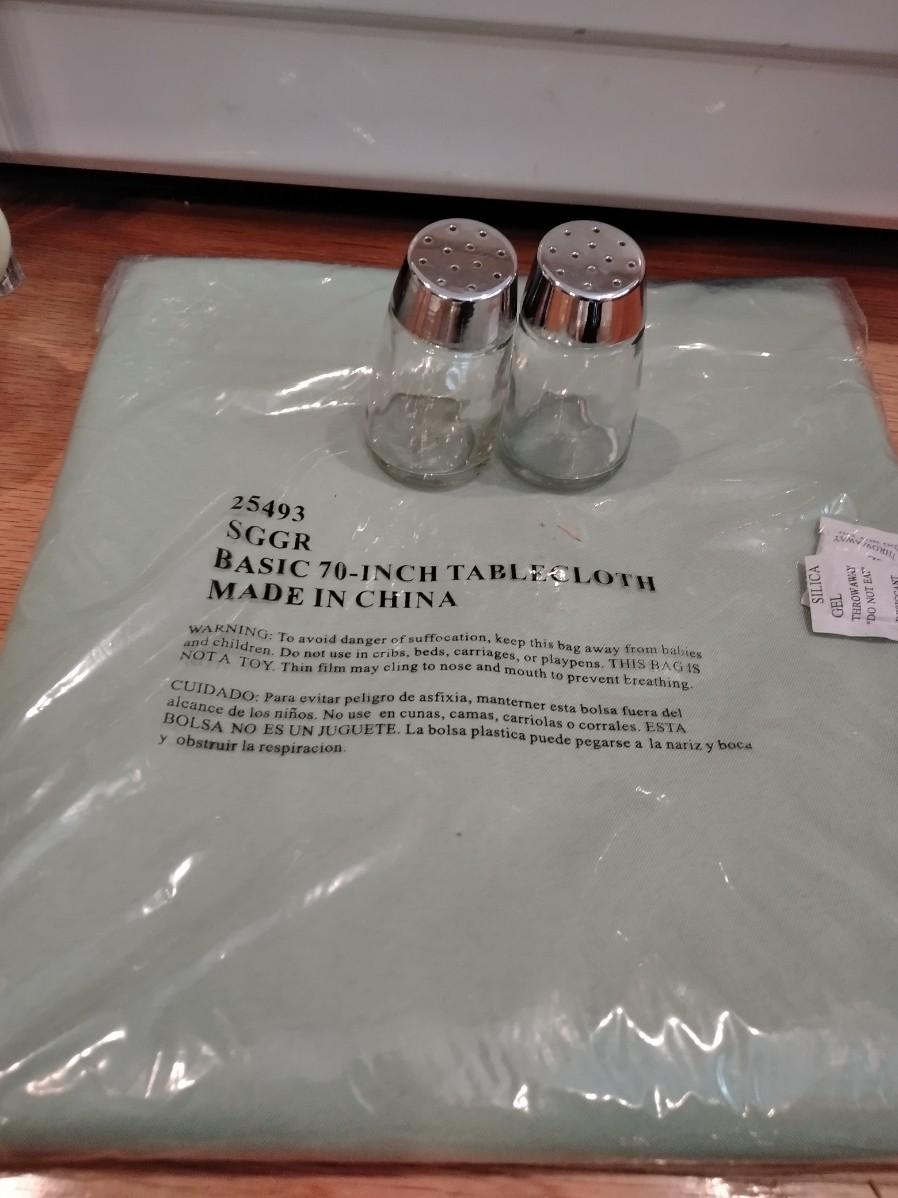 25493
SGGR
BASIC 70-INCH TABLECLOTH
MADE IN CHINA
WARNING: To avoid danger of suffocation, keep this bag away from babies
and children. Do not use in cribs, beds, carriages, or playpens. THIS BAG IS
NOT A TOY. Thin film may cling to nose and mouth to prevent breathing.
CUIDADO: Para evitar peligro de asfixia, manterner esta bolsa fuera del
alcance de los niños. No use en cunas, camas, carriolas o corrales. ESTA
BOLSA NO ES UN JUGUETE. La bolsa plastica puede pegarse a la nariz y boca
y obstruir la respiracion.
SILICA
GEL
THROWAWAY
"DO NOT EAT"
THROWAWAY